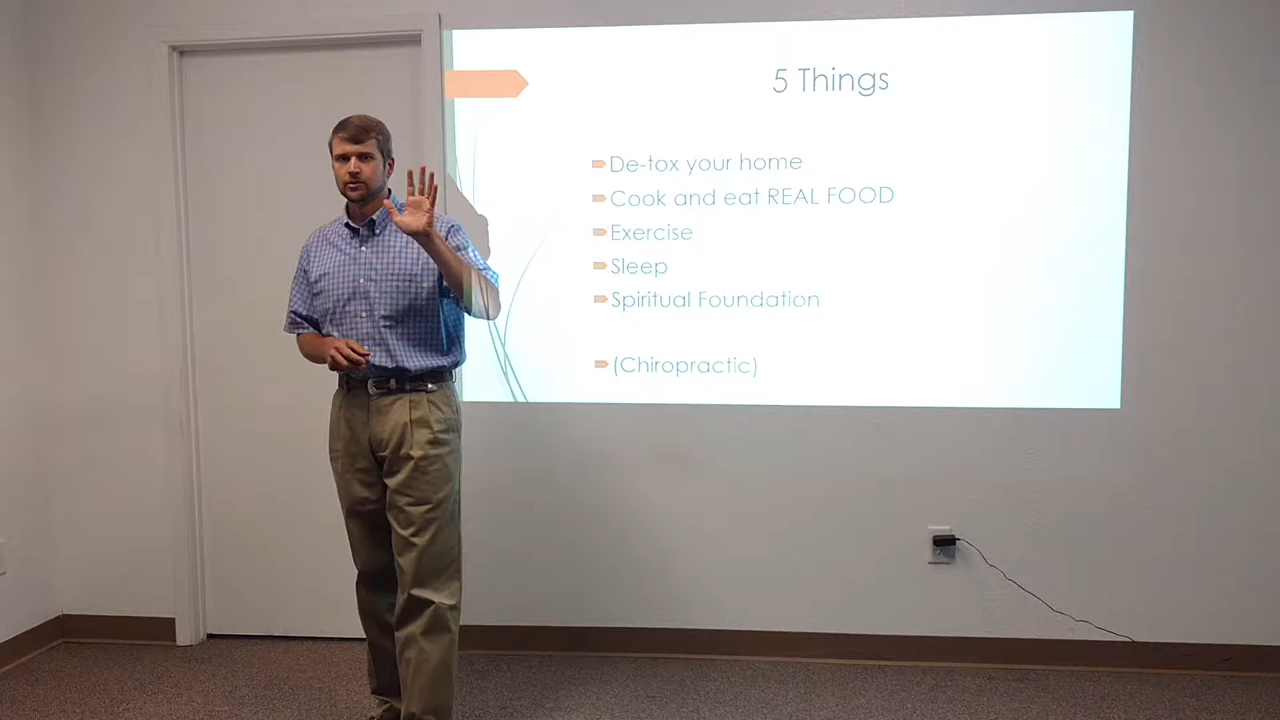 5 Things
De-tox your home
Cook and eat REAL FOOD
Exercise
Sleep
Spiritual Foundation
(Chiropractic)